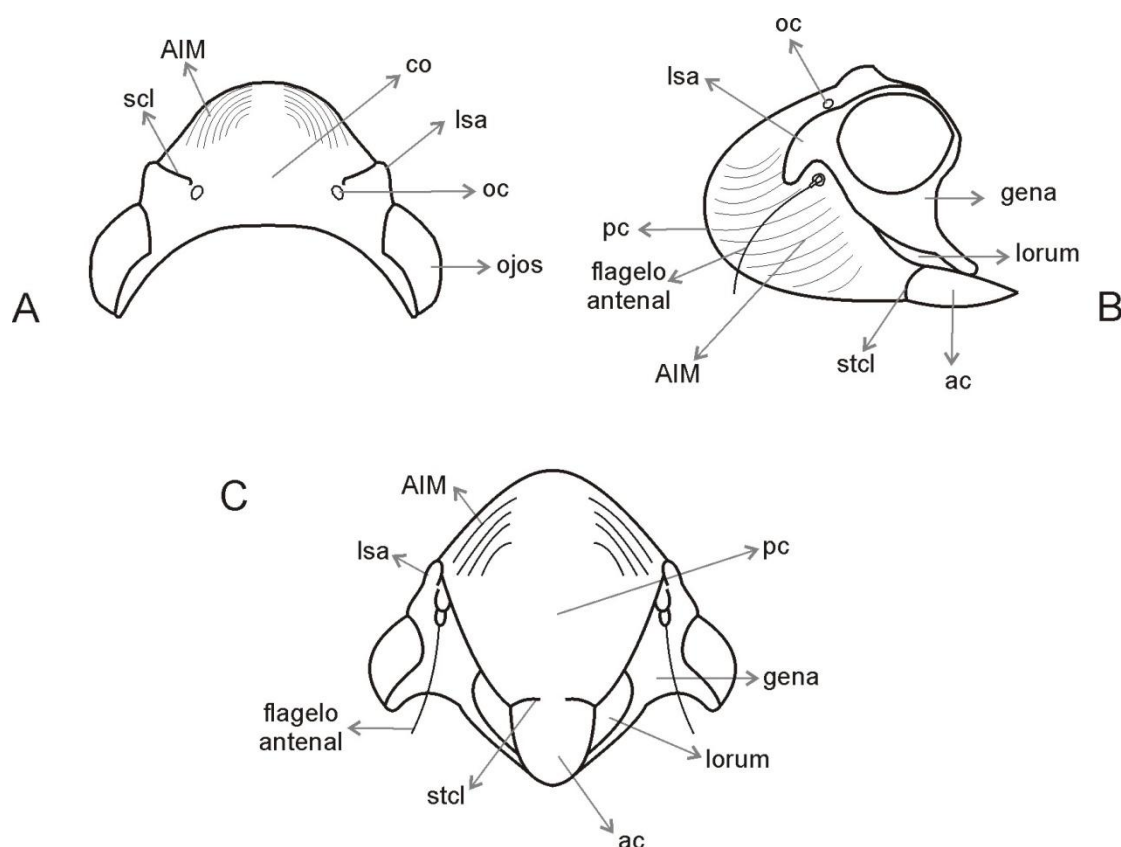 AIM
co
scl
lsa
oc
ojos
A
oc
lsa
gena
pc
lorum
flagelo
antenal
AIM
stcl
ac
B
C
AIM
lsa
pc
gena
flagelo
antenal
lorum
stcl
ac